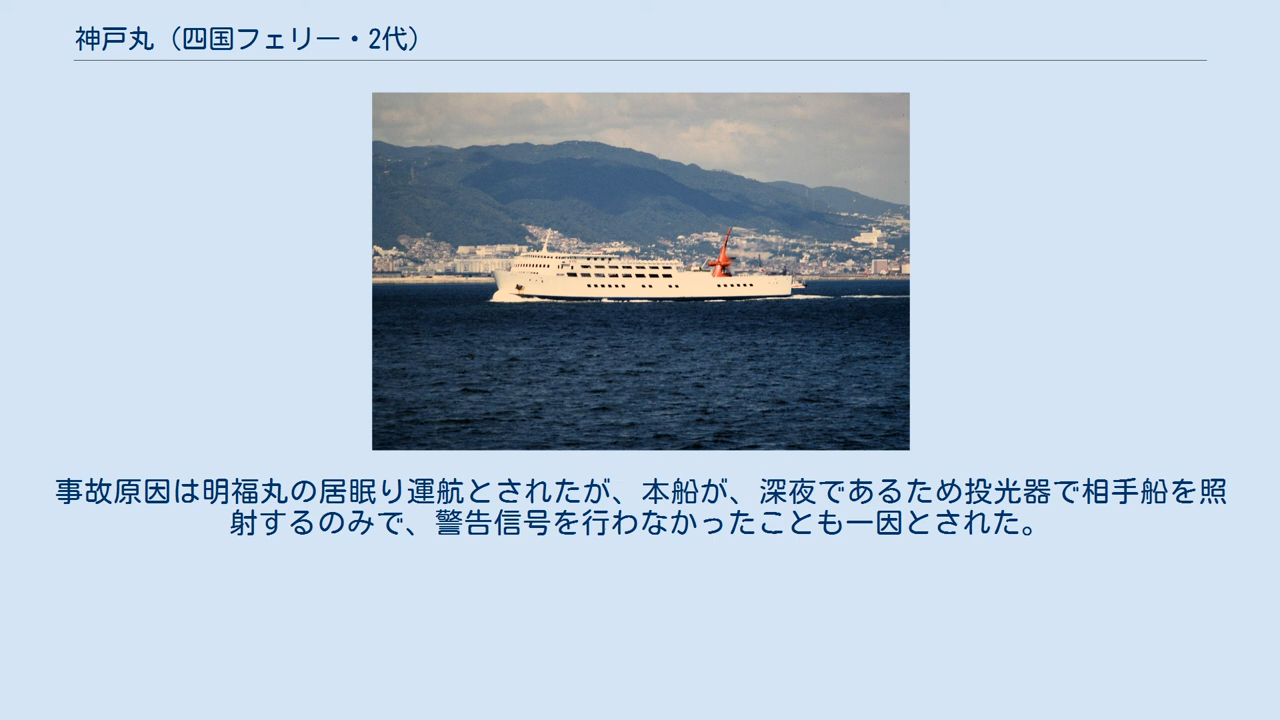 神戸丸（四国フェリー・2代）
事故原因は明福丸の居眠り運航とされたが、本船が、深夜であるため投光器で相手船を照
射するのみで、警告信号を行わなかったことも一因とされた。